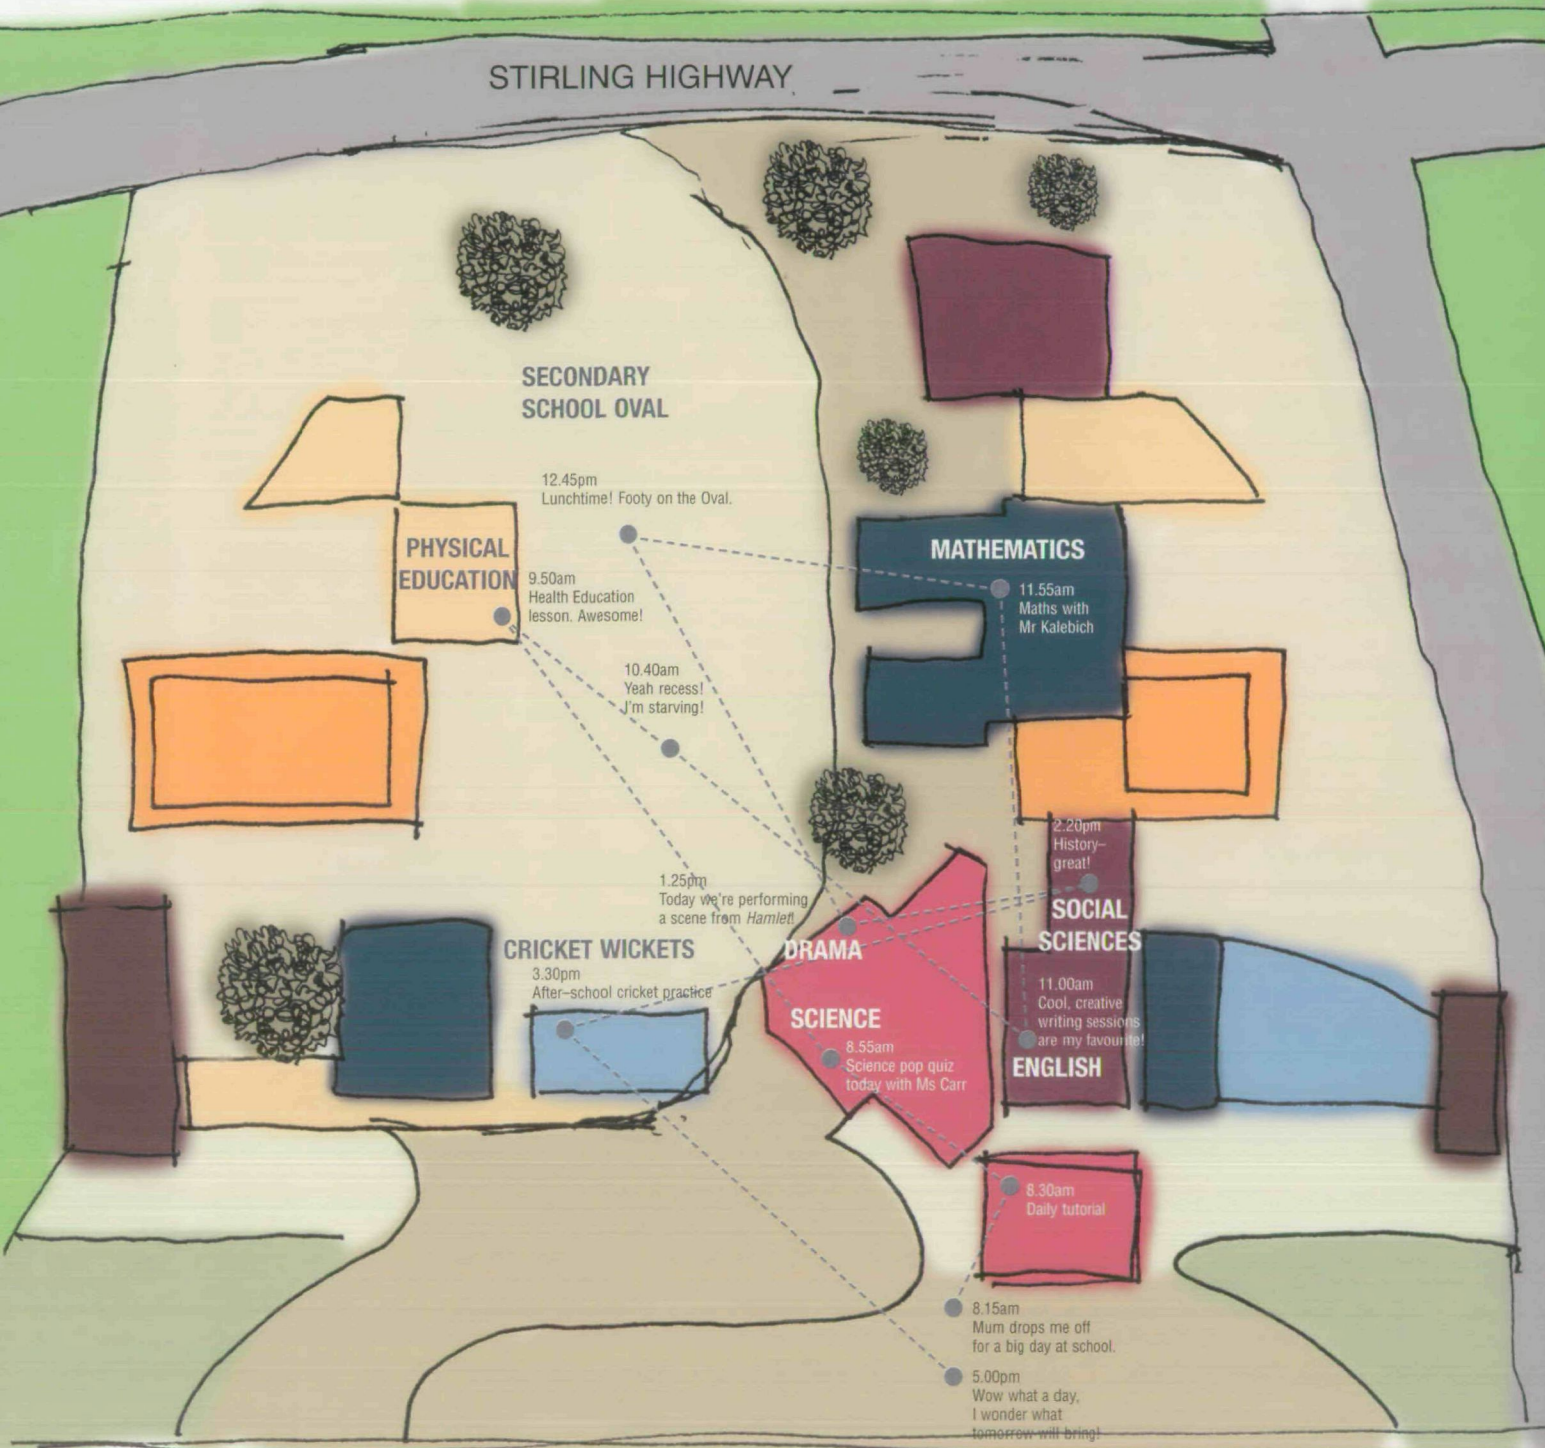 STIRLING HIGHWAY
SECONDARY
SCHOOL OVAL
12.45pm
Lunchtime! Footy on the Oval.
PHYSICAL
EDUCATION
9.50am
Health Education
lesson. Awesome!
MATHEMATICS
11.55am
Maths with
Mr Kalebich
10.40am
Yeah recess!
I'm starving!
2.20pm
History–
great!
SOCIAL
SCIENCES
1.25pm
Today we're performing
a scene from Hamlet!
DRAMA
CRICKET WICKETS
3.30pm
After–school cricket practice
SCIENCE
8.55am
Science pop quiz
today with Ms Carr
11.00am
Cool, creative
writing sessions
are my favourite!
ENGLISH
8.30am
Daily tutorial
8.15am
Mum drops me off
for a big day at school.
5.00pm
Wow what a day,
I wonder what
tomorrow will bring!